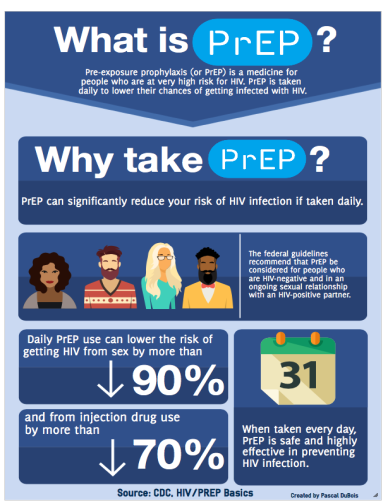 What is PrEP ?
Pre-exposure prophylaxis (or PrEP) is a medicine for
people who are at very high risk for HIV. PrEP is taken
daily to lower their chances of getting infected with HIV.
Why take PrEP ?
PrEP can significantly reduce your risk of HIV infection if taken daily.
The federal guidelines
recommend that PrEP be
considered for people who
are HIV-negative and in an
ongoing sexual relationship
with an HIV-positive partner.
Daily PrEP use can lower the risk of
getting HIV from sex by more than
90%
and from injection drug use
by more than
70%
31
When taken every day,
PrEP is safe and highly
effective in preventing
HIV infection.
Source: CDC, HIV/PREP Basics
Created by Pascal DuBois